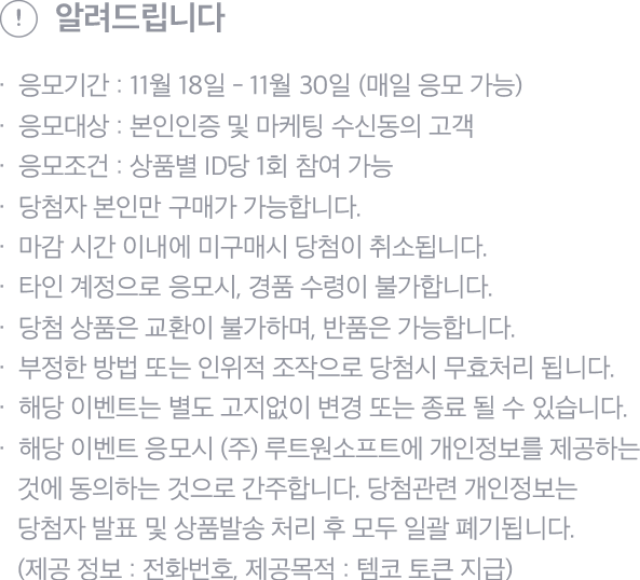 ! 알려드립니다
· 응모기간 : 11월 18일 - 11월 30일 (매일 응모 가능)
· 응모대상 : 본인인증 및 마케팅 수신동의 고객
· 응모조건 : 상품별 ID당 1회 참여 가능
· 당첨자 본인만 구매가 가능합니다.
· 마감 시간 이내에 미구매시 당첨이 취소됩니다.
· 타인 계정으로 응모시, 경품 수령이 불가합니다.
· 당첨 상품은 교환이 불가하며, 반품은 가능합니다.
· 부정한 방법 또는 인위적 조작으로 당첨시 무효처리 됩니다.
· 해당 이벤트는 별도 고지없이 변경 또는 종료 될 수 있습니다.
· 해당 이벤트 응모시 (주) 루트원소프트에 개인정보를 제공하는
것에 동의하는 것으로 간주합니다. 당첨관련 개인정보는
당첨자 발표 및 상품발송 처리 후 모두 일괄 폐기됩니다.
(제공 정보 : 전화번호, 제공목적 : 템코 토큰 지급)